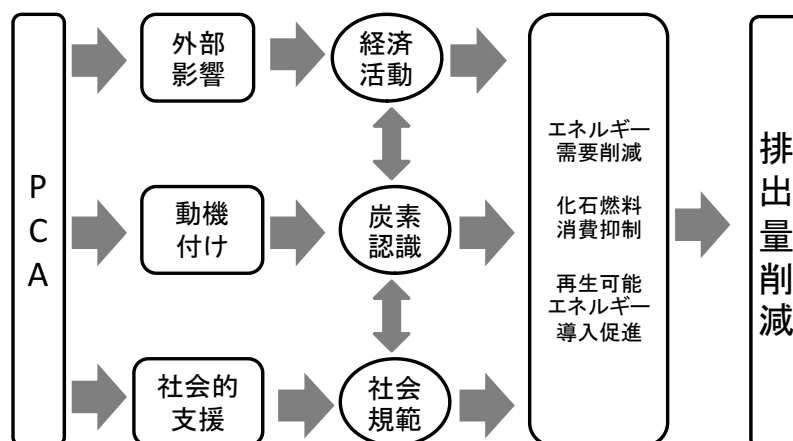 PCA
外部
影響
経済
活動
動機
付け
炭素
認識
社会的
支援
社会
規範
エネルギー
需要削減
化石燃料
消費抑制
再生可能
エネルギー
導入促進
排出量削減